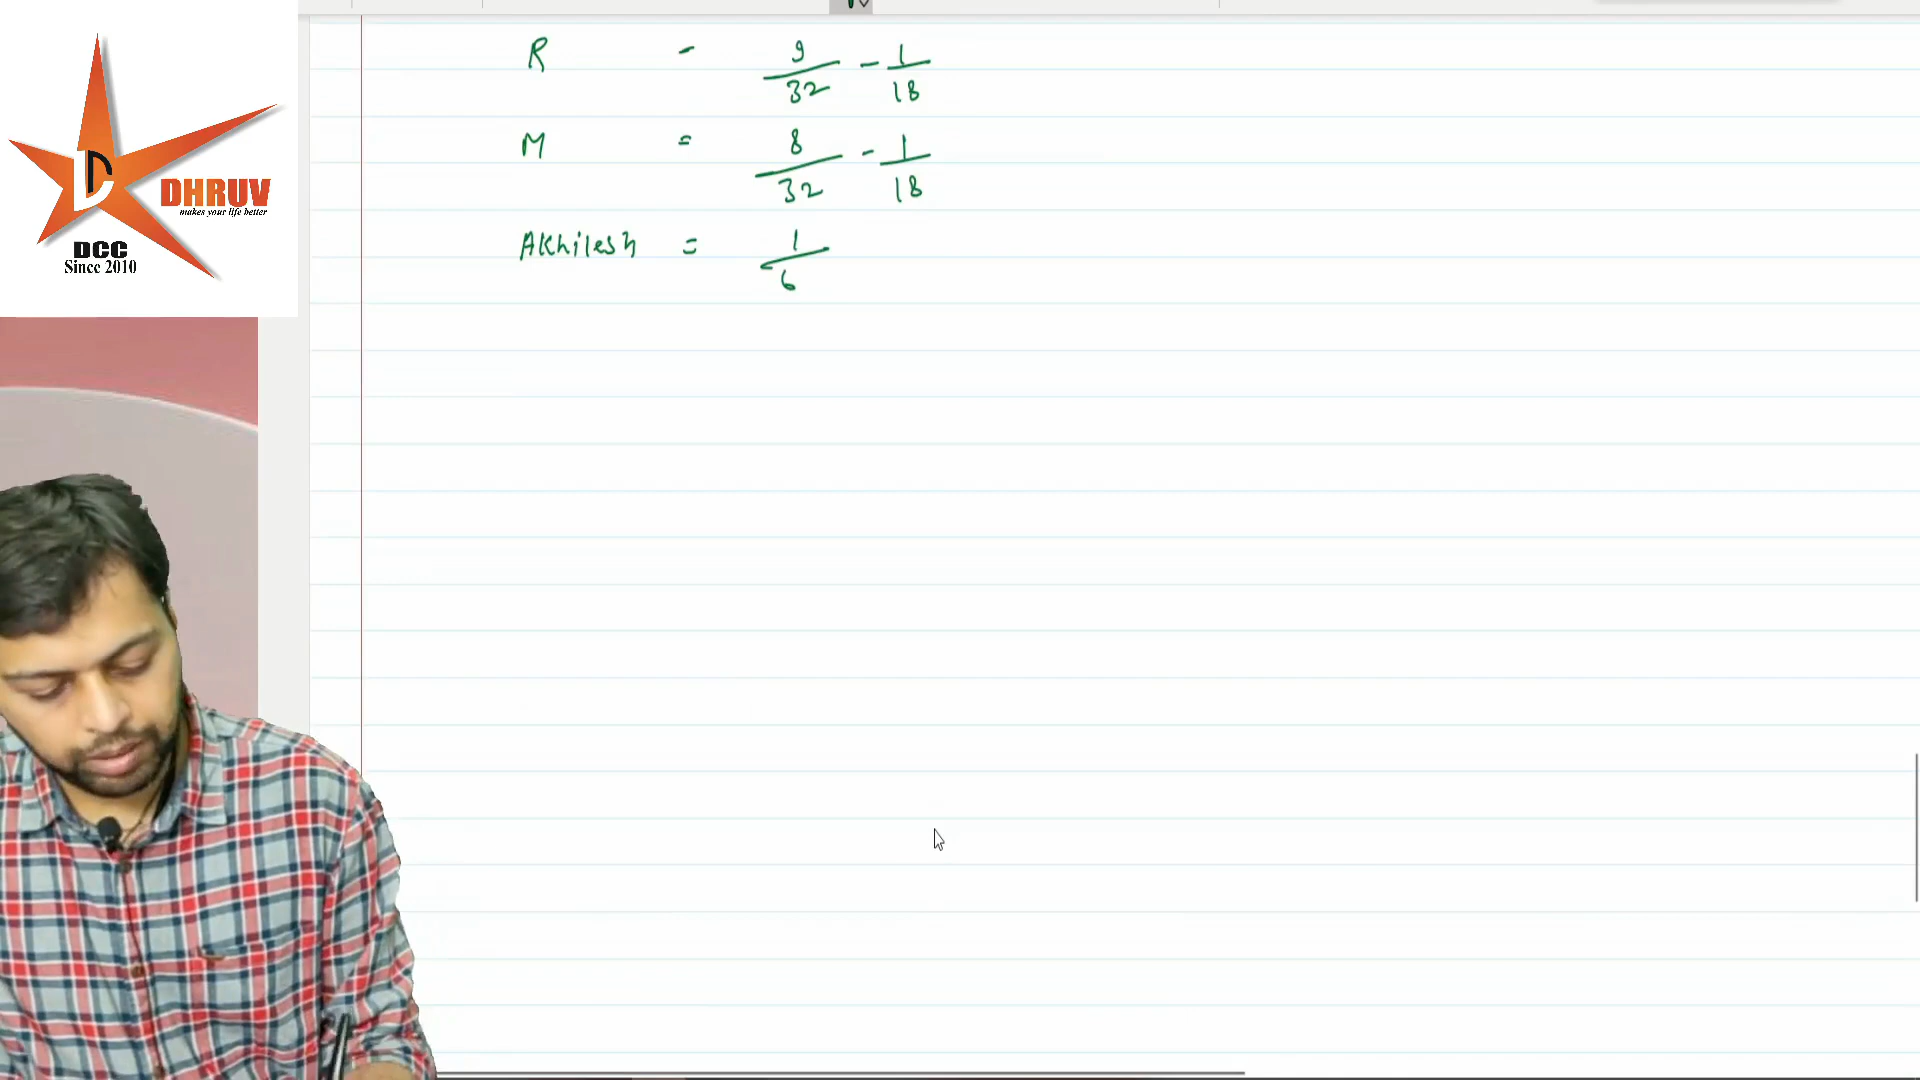 R - 9/32 - 1/18
M = 8/32 - 1/18
Akhilesh = 1/6
DHRUV
makes your life better
DCC
Since 2010